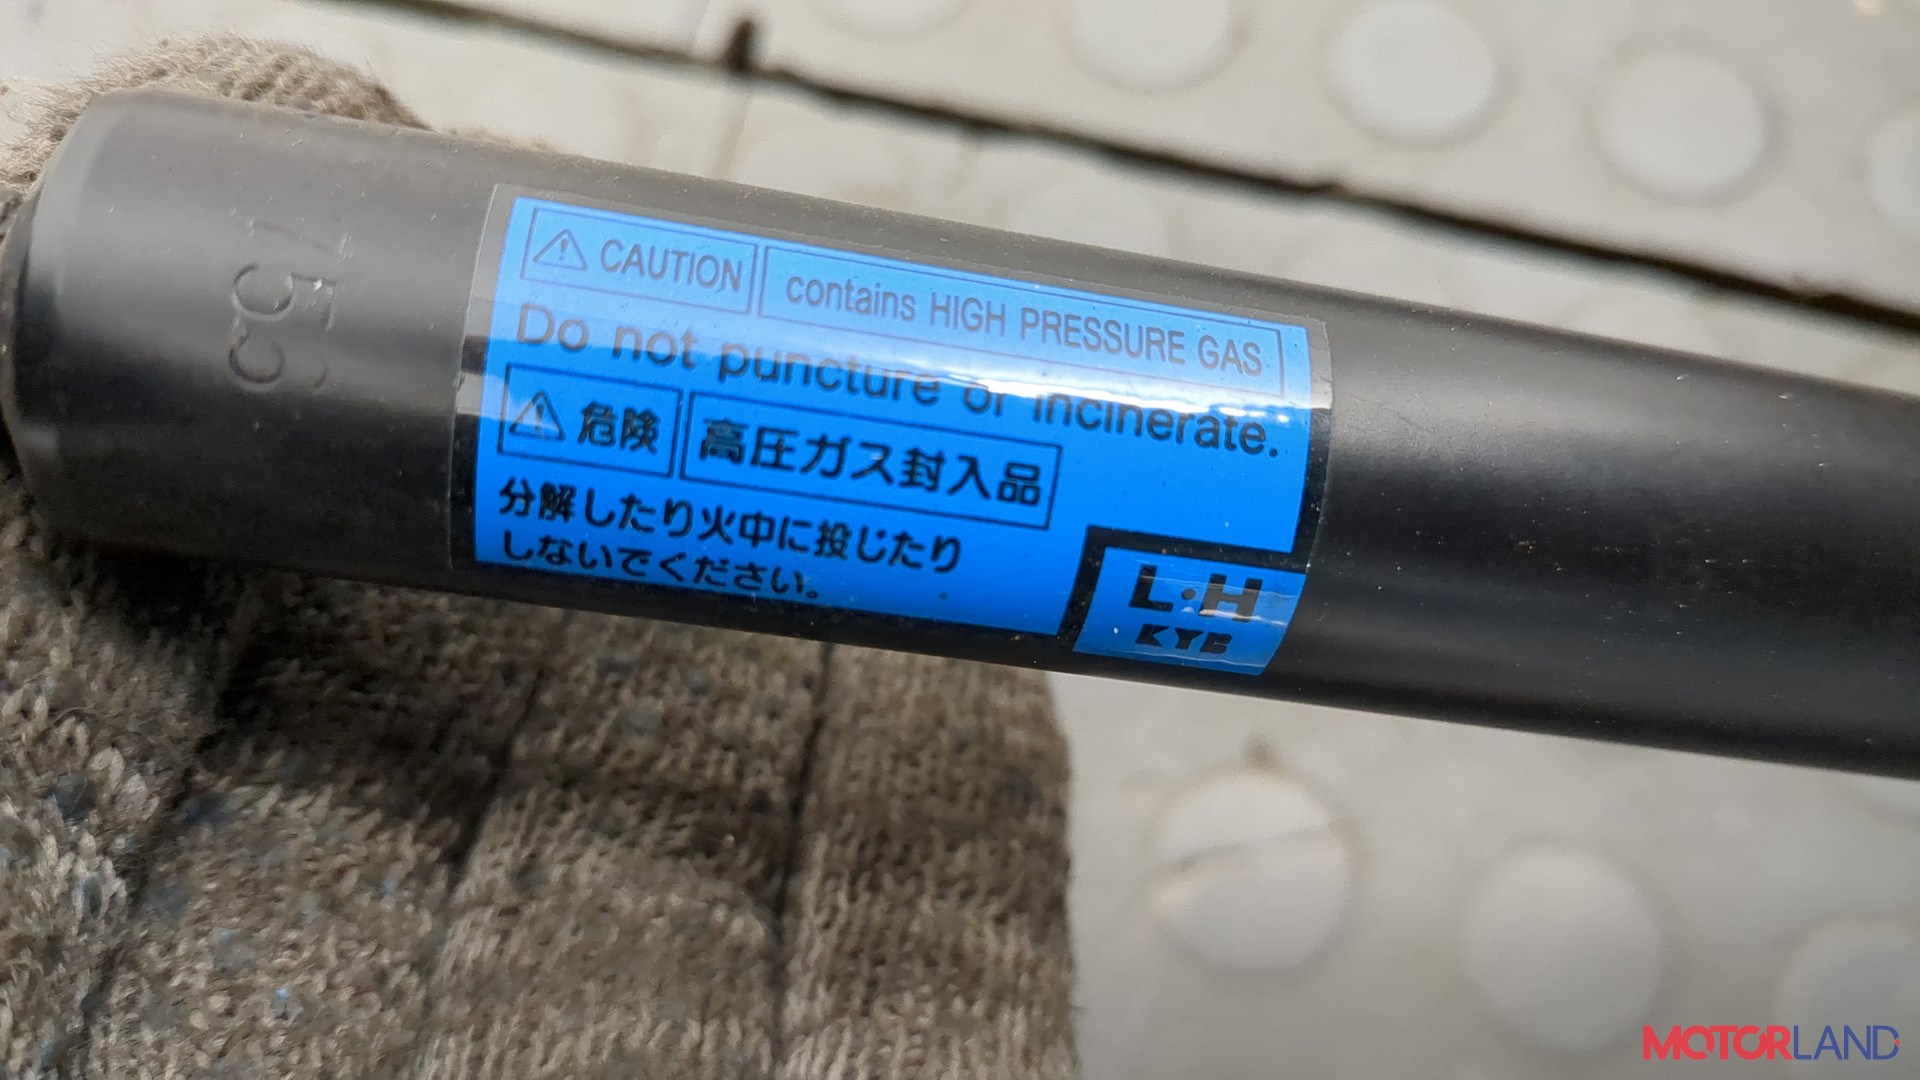 CAUTION contains HIGH PRESSURE GAS
Do not puncture or incinerate.
危険 高圧ガス封入品
分解したり火中に投じたり
しないでください。
L·H
KYB
MOTORLAND